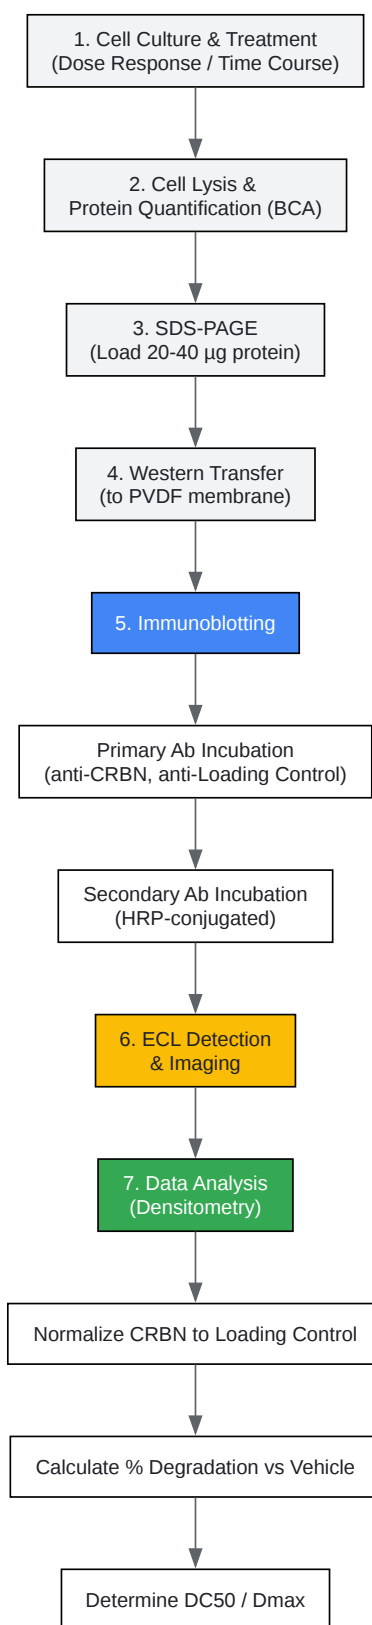 1. Cell Culture & Treatment
(Dose Response / Time Course)
2. Cell Lysis &
Protein Quantification (BCA)
3. SDS-PAGE
(Load 20-40 µg protein)
4. Western Transfer
(to PVDF membrane)
5. Immunoblotting
Primary Ab Incubation
(anti-CRBN, anti-Loading Control)
Secondary Ab Incubation
(HRP-conjugated)
6. ECL Detection
& Imaging
7. Data Analysis
(Densitometry)
Normalize CRBN to Loading Control
Calculate % Degradation vs Vehicle
Determine DC50 / Dmax